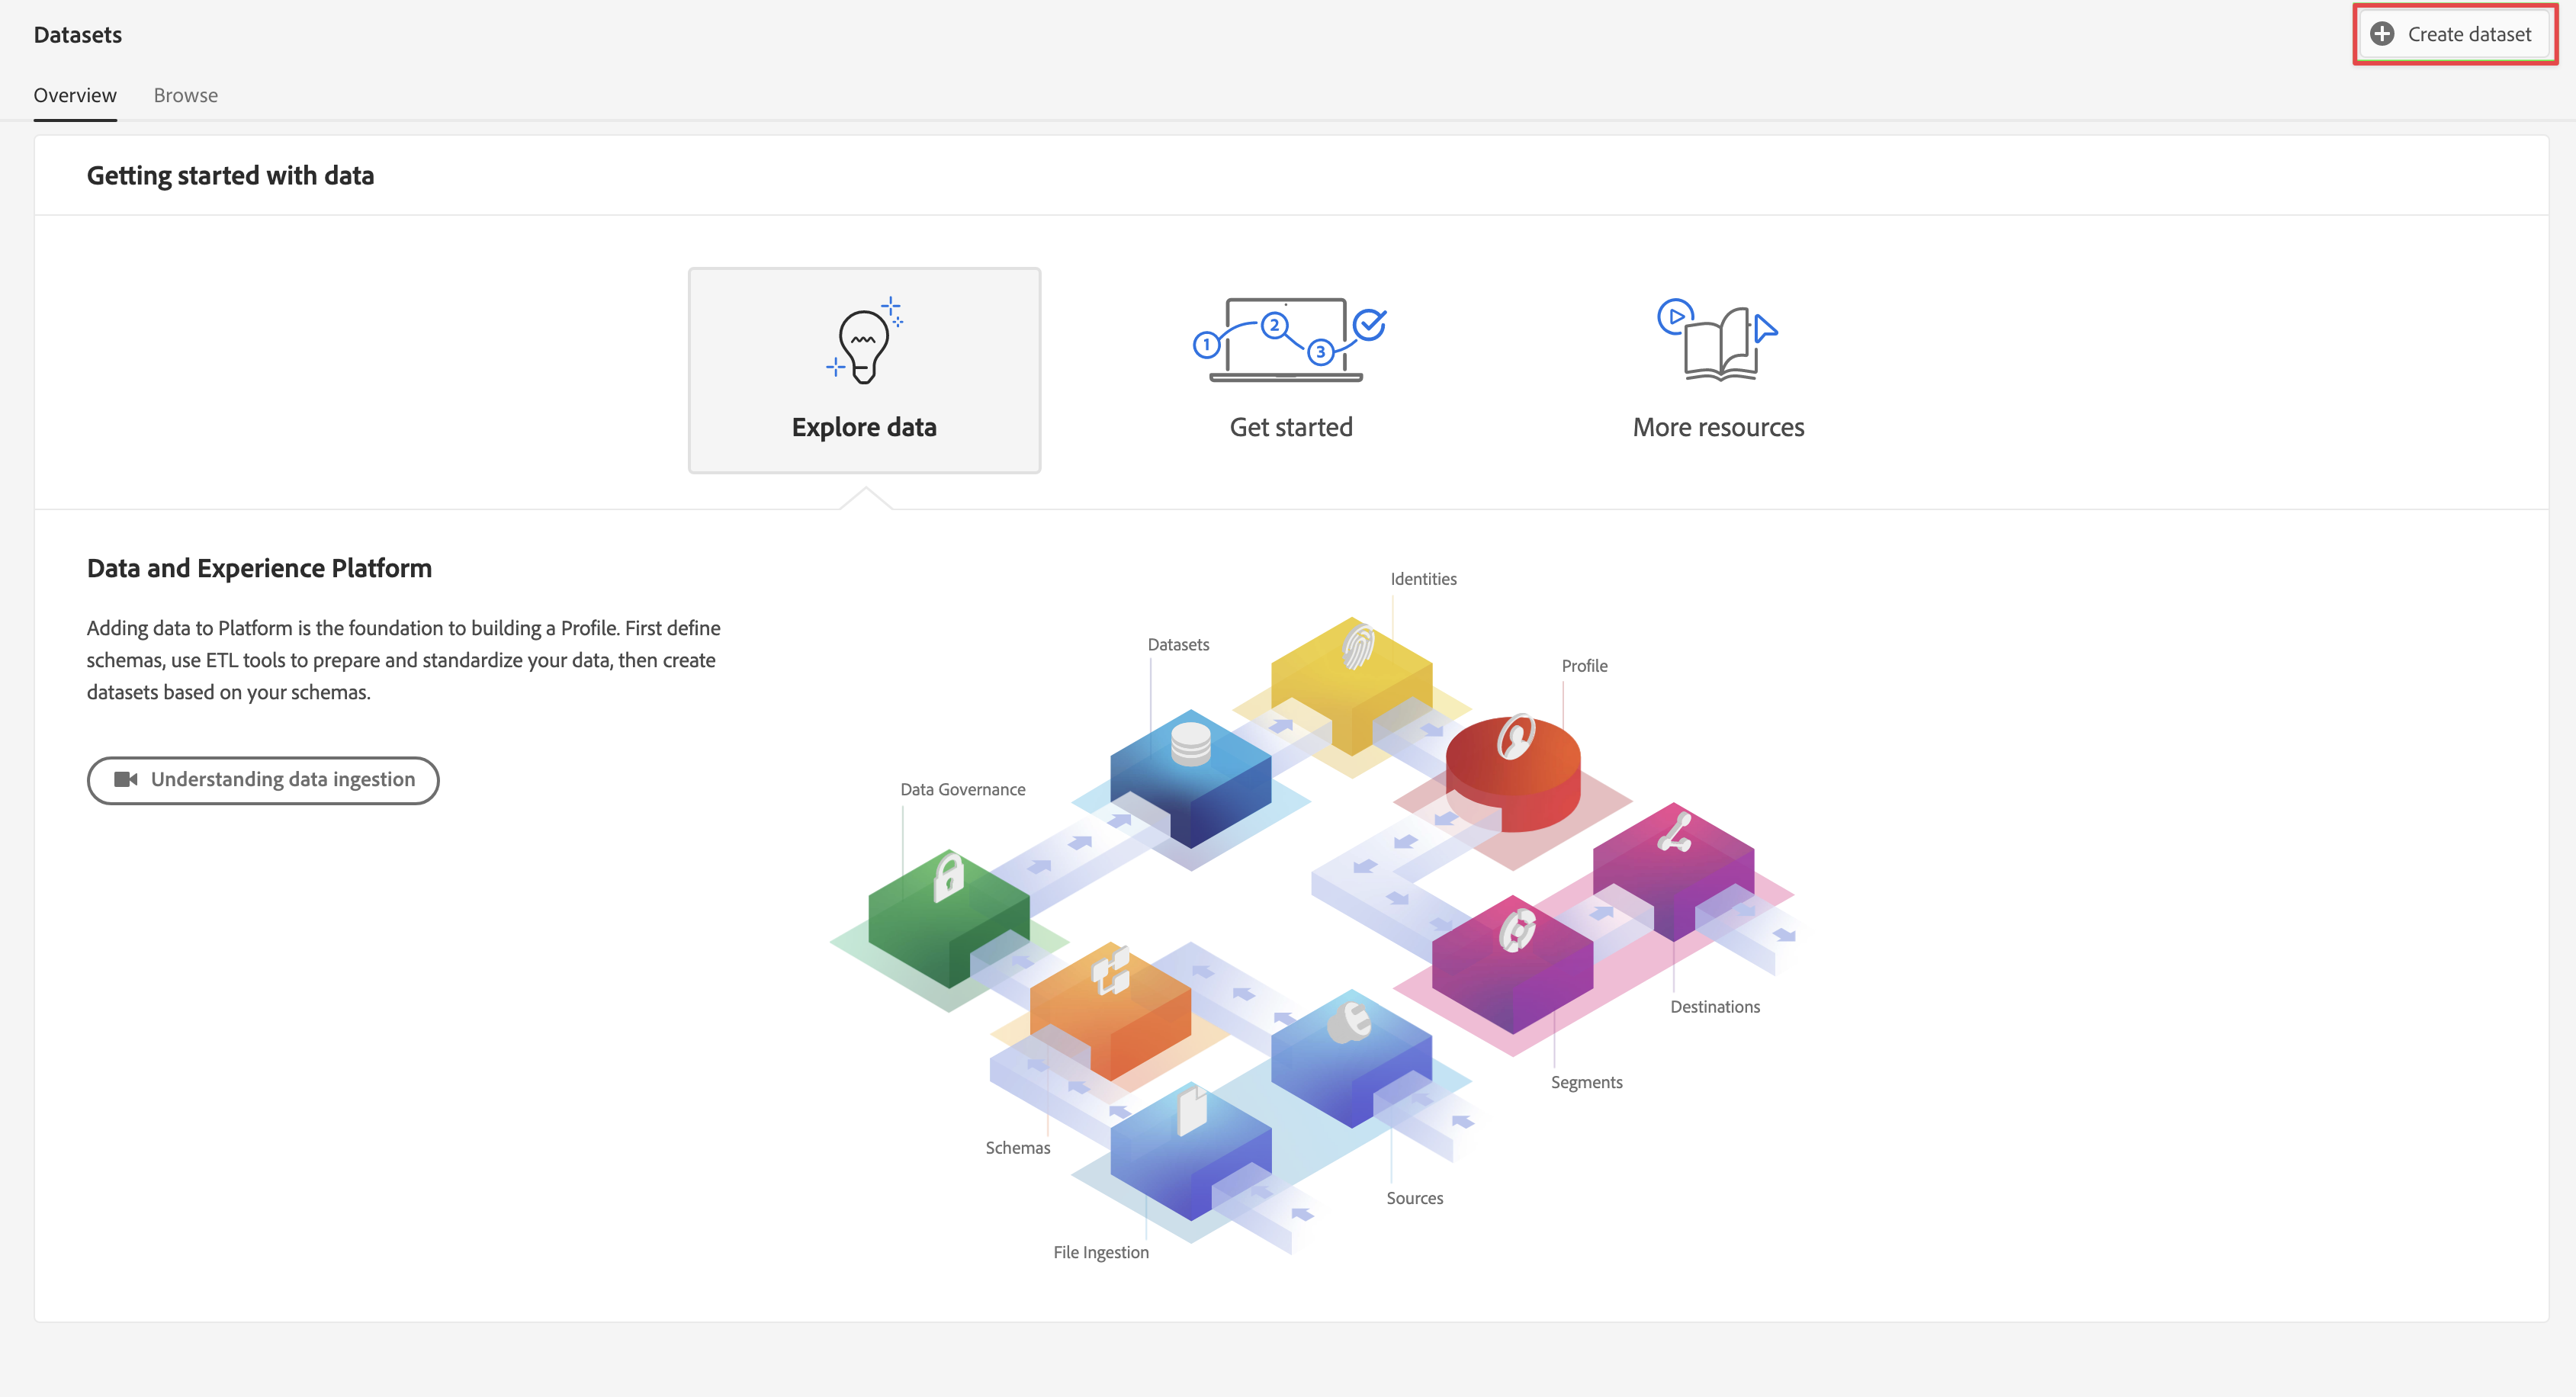 Datasets
Create dataset
Overview
Browse
Getting started with data
1
2
3
Explore data
Get started
More resources
Data and Experience Platform
Adding data to Platform is the foundation to building a Profile. First define
schemas, use ETL tools to prepare and standardize your data, then create
datasets based on your schemas.
Understanding data ingestion
Identities
Datasets
Profile
Data Governance
Destinations
Segments
Schemas
Sources
File Ingestion